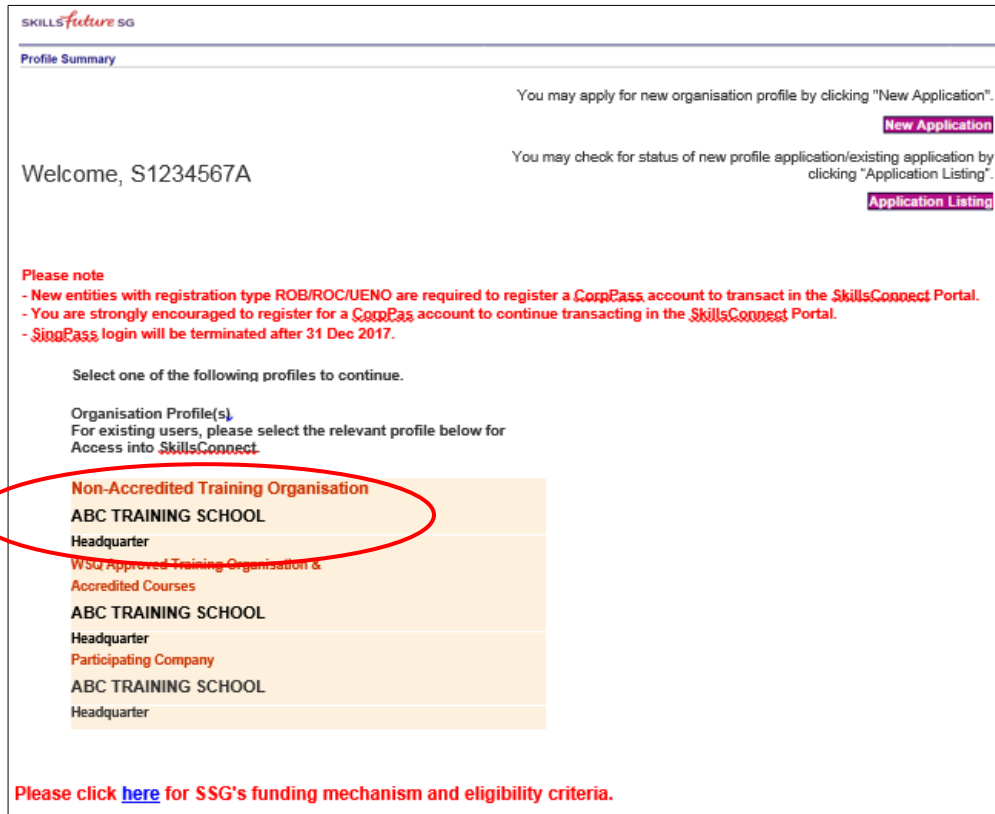 SKILLSfuture SG
Profile Summary
You may apply for new organisation profile by clicking "New Application".
New Application
Welcome, S1234567A
You may check for status of new profile application/existing application by
clicking "Application Listing".
Application Listing
Please note
- New entities with registration type ROB/ROC/UENO are required to register a CorpPass account to transact in the SkillsConnect Portal.
- You are strongly encouraged to register for a CorpPas account to continue transacting in the SkillsConnect Portal.
- SingPass login will be terminated after 31 Dec 2017.
Select one of the following profiles to continue.
Organisation Profile(s),
For existing users, please select the relevant profile below for
Access into SkillsConnect
Non-Accredited Training Organisation
ABC TRAINING SCHOOL
Headquarter
WSQ Approved Training Organisation &
Accredited Courses
ABC TRAINING SCHOOL
Headquarter
Participating Company
ABC TRAINING SCHOOL
Headquarter
Please click here for SSG's funding mechanism and eligibility criteria.